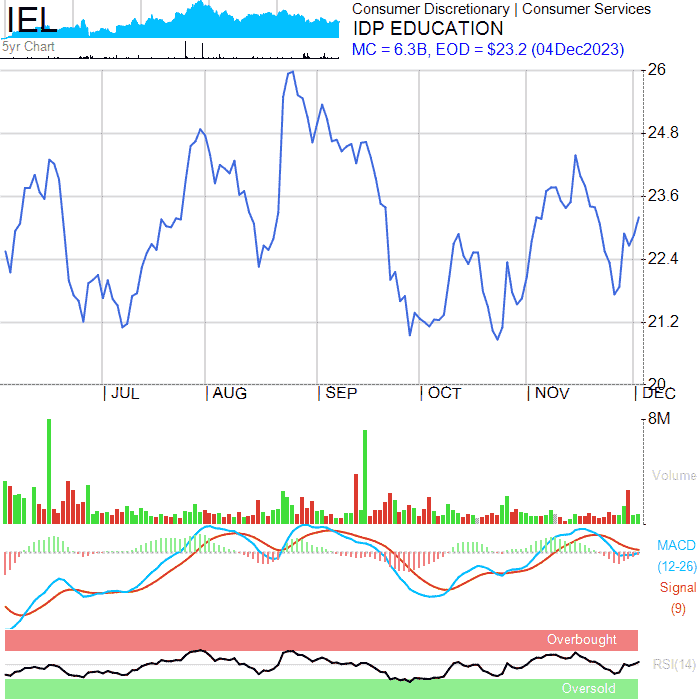 IEL
5yr Chart
Consumer Discretionary | Consumer Services
IDP EDUCATION
MC = 6.3B, EOD = $23.2 (04Dec2023)
26
24.8
23.6
22.4
21.2
20
JUL AUG SEP OCT NOV DEC
8M
Volume
MACD
(12-26)
Signal
(9)
Overbought
RSI(14)
Oversold